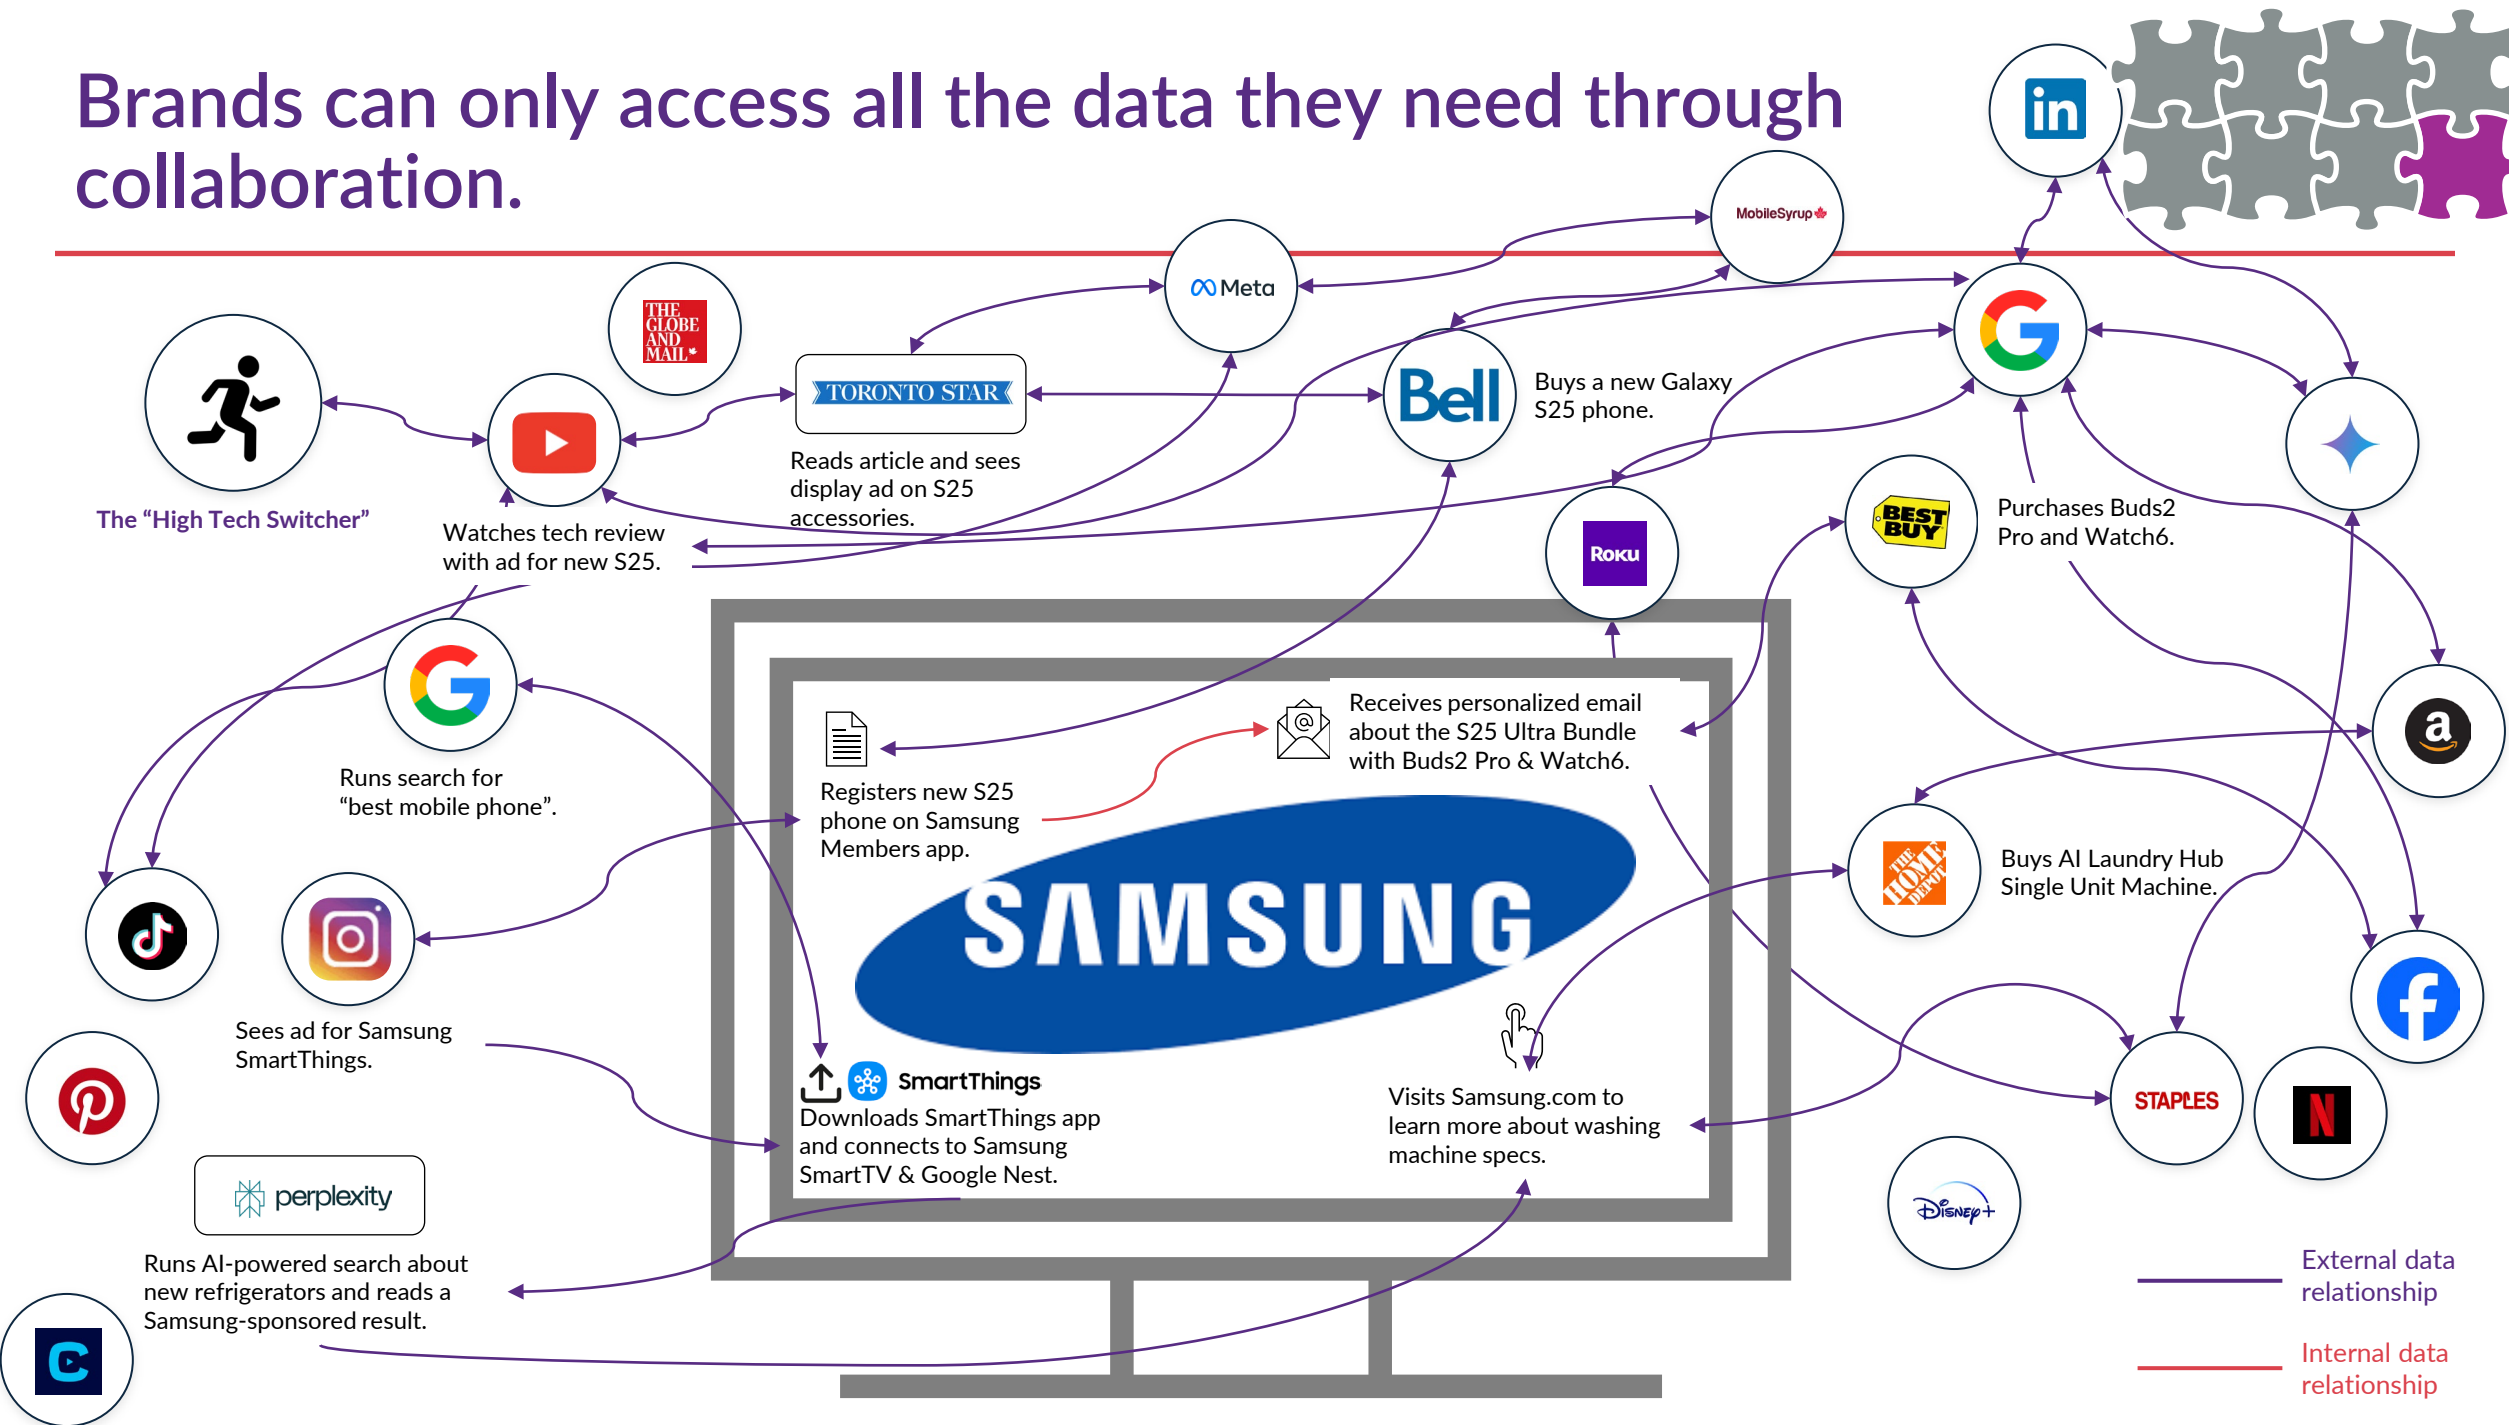 Brands can only access all the data they need through
collaboration.
in
MobileSyrup
Meta
THE
GLOBE
AND
MAIL
TORONTO STAR
Bell
Buys a new Galaxy
S25 phone.
Reads article and sees
display ad on S25
accessories.
The “High Tech Switcher”
Watches tech review
with ad for new S25.
ROKU
BEST
BUY
Purchases Buds2
Pro and Watch6.
Runs search for
“best mobile phone”.
Registers new S25
phone on Samsung
Members app.
@
Receives personalized email
about the S25 Ultra Bundle
with Buds2 Pro & Watch6.
a
SAMSUNG
THE
HOME
DEPOT
Buys AI Laundry Hub
Single Unit Machine.
Sees ad for Samsung
SmartThings.
SmartThings
Downloads SmartThings app
and connects to Samsung
SmartTV & Google Nest.
Visits Samsung.com to
learn more about washing
machine specs.
STAPLES
N
Disney+
perplexity
Runs AI-powered search about
new refrigerators and reads a
Samsung-sponsored result.
C
External data
relationship
Internal data
relationship